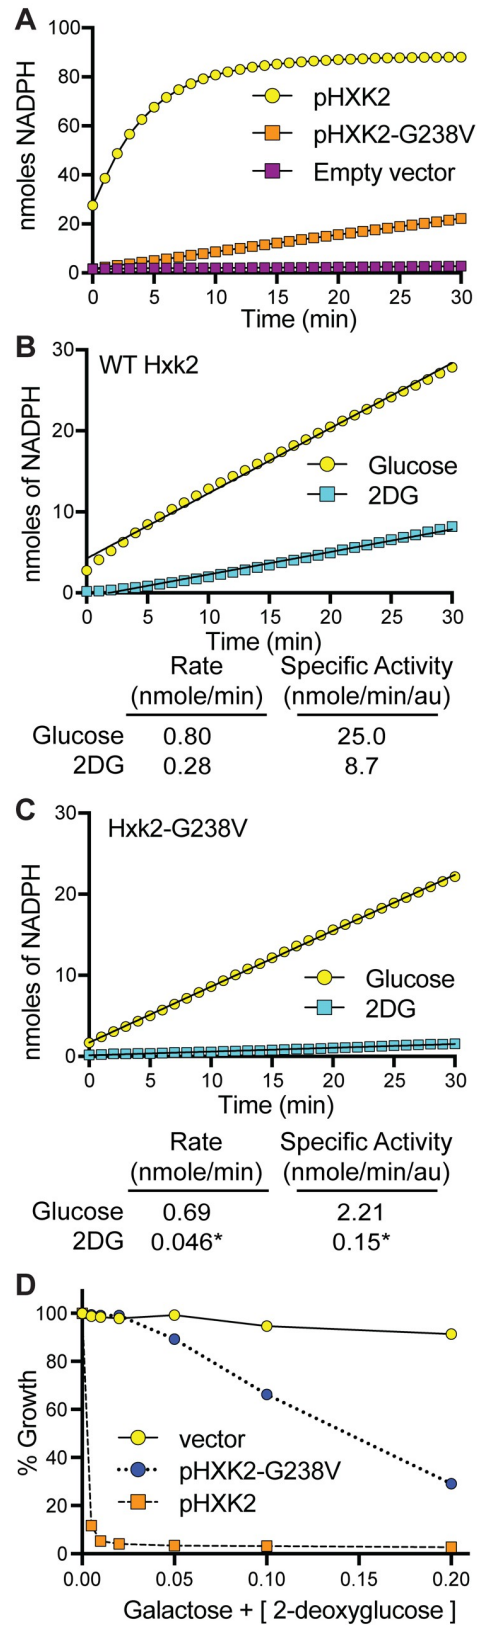 A
100
80
60
40
20
0
nmoles NADPH
pHXK2
pHXK2-G238V
Empty vector
0 5 10 15 20 25 30
Time (min)
B
WT Hxk2
30
20
10
0
nmoles of NADPH
Glucose
2DG
0 5 10 15 20 25 30
Time (min)
Rate Specific Activity
(nmole/min) (nmole/min/au)
Glucose 0.80 25.0
2DG 0.28 8.7
C
Hxk2-G238V
30
20
10
0
nmoles of NADPH
Glucose
2DG
0 5 10 15 20 25 30
Time (min)
Rate Specific Activity
(nmole/min) (nmole/min/au)
Glucose 0.69 2.21
2DG 0.046* 0.15*
D
100
80
60
40
20
0
% Growth
vector
pHXK2-G238V
pHXK2
0.00 0.05 0.10 0.15 0.20
Galactose + [ 2-deoxyglucose ]